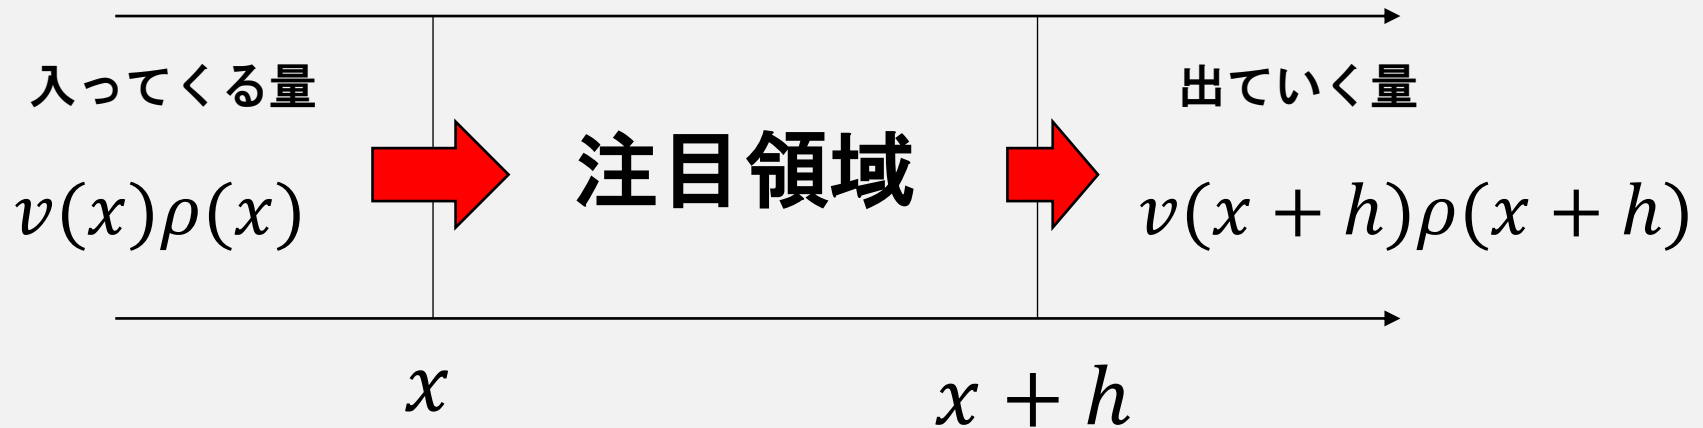 入ってくる量
出ていく量
注目領域
v(x)ρ(x)
v(x + h)ρ(x + h)
x
x + h